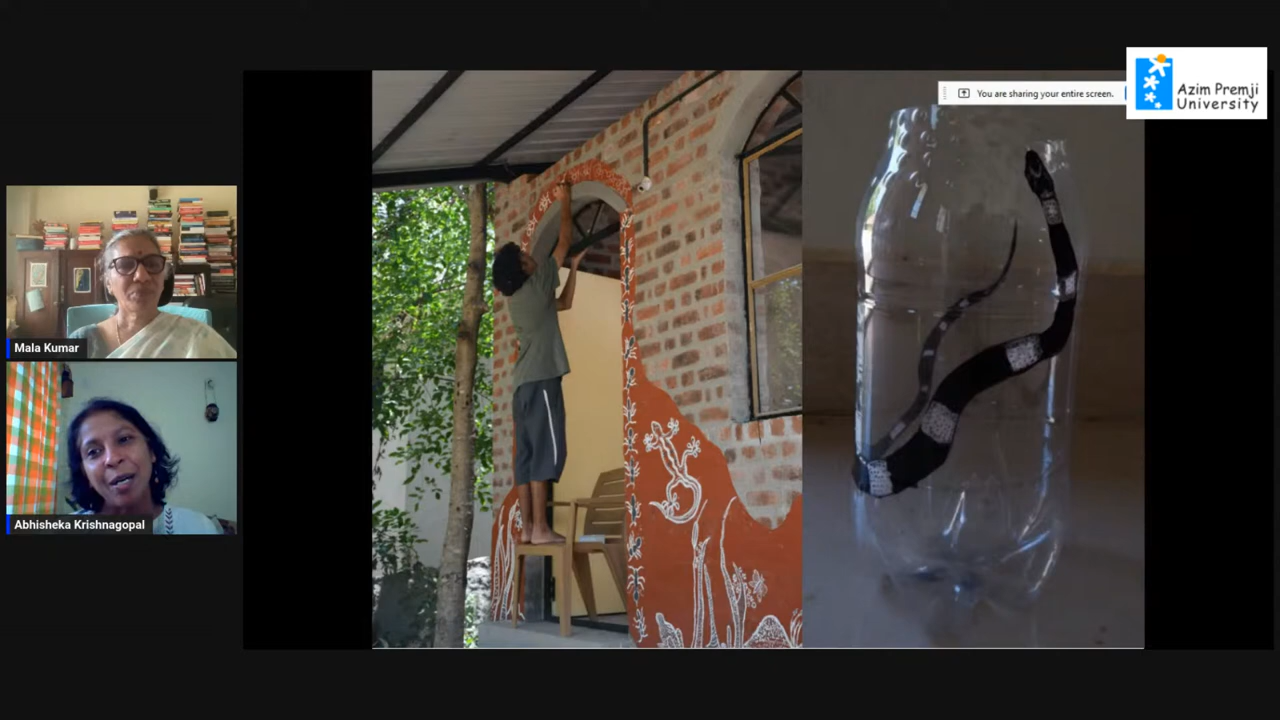 You are sharing your entire screen.
Azim Premji
University
Mala Kumar
Abhisheka Krishnagopal